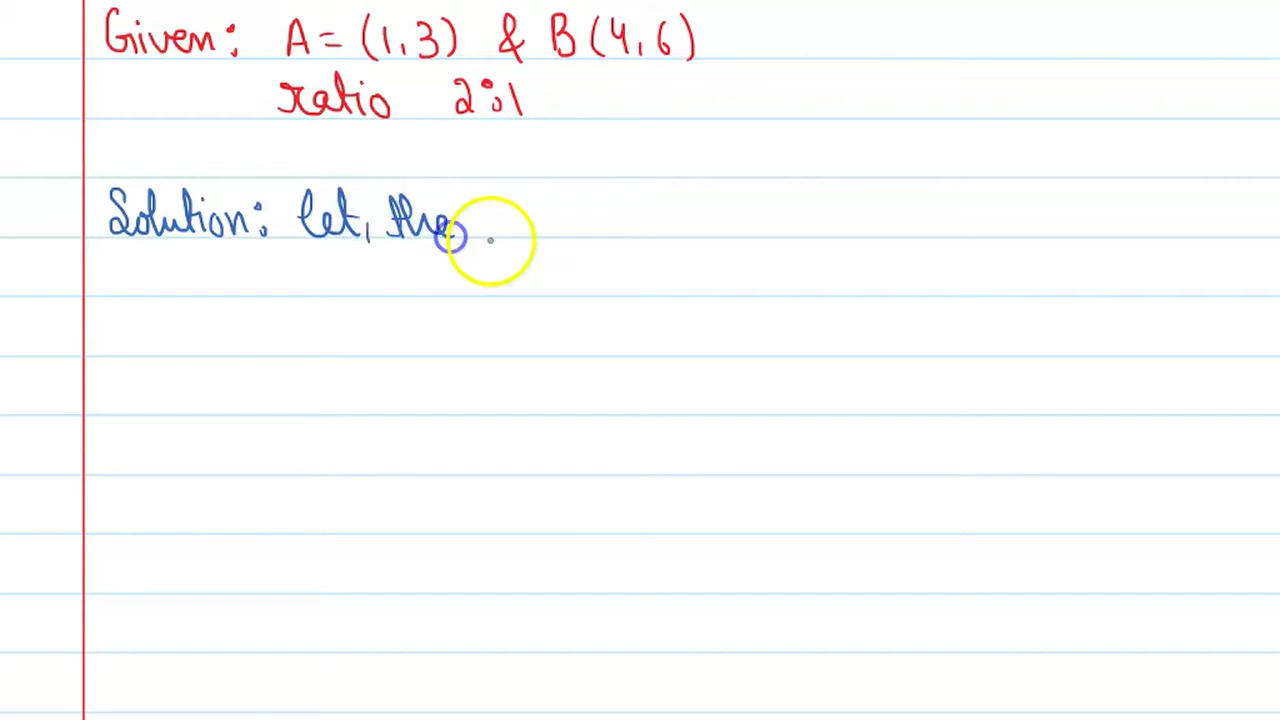 Given: A = (1,3) & B(4,6)
ratio 2:1
Solution: let, the